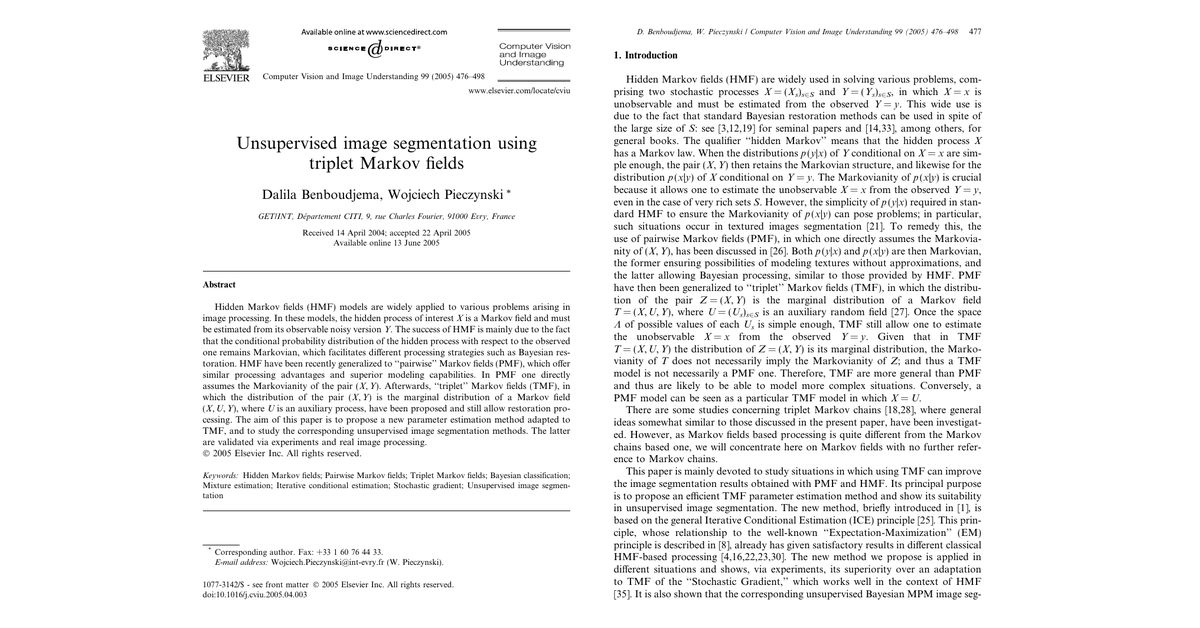 Available online at www.sciencedirect.com
SCIENCE DIRECT®
ELSEVIER
Computer Vision and Image Understanding 99 (2005) 476–498
Computer Vision
and Image
Understanding
www.elsevier.com/locate/cviu
Unsupervised image segmentation using
triplet Markov fields
Dalila Benboudjema, Wojciech Pieczynski *
GET/INT, Département CITI, 9, rue Charles Fourier, 91000 Evry, France
Received 14 April 2004; accepted 22 April 2005
Available online 13 June 2005
Abstract
Hidden Markov fields (HMF) models are widely applied to various problems arising in
image processing. In these models, the hidden process of interest X is a Markov field and must
be estimated from its observable noisy version Y. The success of HMF is mainly due to the fact
that the conditional probability distribution of the hidden process with respect to the observed
one remains Markovian, which facilitates different processing strategies such as Bayesian res-
toration. HMF have been recently generalized to ‘‘pairwise’’ Markov fields (PMF), which offer
similar processing advantages and superior modeling capabilities. In PMF one directly
assumes the Markovianity of the pair (X, Y). Afterwards, ‘‘triplet’’ Markov fields (TMF), in
which the distribution of the pair (X, Y) is the marginal distribution of a Markov field
(X, U, Y), where U is an auxiliary process, have been proposed and still allow restoration pro-
cessing. The aim of this paper is to propose a new parameter estimation method adapted to
TMF, and to study the corresponding unsupervised image segmentation methods. The latter
are validated via experiments and real image processing.
© 2005 Elsevier Inc. All rights reserved.
Keywords: Hidden Markov fields; Pairwise Markov fields; Triplet Markov fields; Bayesian classification;
Mixture estimation; Iterative conditional estimation; Stochastic gradient; Unsupervised image segmen-
tation
* Corresponding author. Fax: +33 1 60 76 44 33.
E-mail address: Wojciech.Pieczynski@int-evry.fr (W. Pieczynski).
1077-3142/$ - see front matter © 2005 Elsevier Inc. All rights reserved.
doi:10.1016/j.cviu.2005.04.003
D. Benboudjema, W. Pieczynski / Computer Vision and Image Understanding 99 (2005) 476–498 477
1. Introduction
Hidden Markov fields (HMF) are widely used in solving various problems, com-
prising two stochastic processes X = (Xs)s∈S and Y = (Ys)s∈S, in which X = x is
unobservable and must be estimated from the observed Y = y. This wide use is
due to the fact that standard Bayesian restoration methods can be used in spite of
the large size of S: see [3,12,19] for seminal papers and [14,33], among others, for
general books. The qualifier ‘‘hidden Markov’’ means that the hidden process X
has a Markov law. When the distributions p(y|x) of Y conditional on X = x are sim-
ple enough, the pair (X, Y) then retains the Markovian structure, and likewise for the
distribution p(x|y) of X conditional on Y = y. The Markovianity of p(x|y) is crucial
because it allows one to estimate the unobservable X = x from the observed Y = y,
even in the case of very rich sets S. However, the simplicity of p(y|x) required in stan-
dard HMF to ensure the Markovianity of p(x|y) can pose problems; in particular,
such situations occur in textured images segmentation [21]. To remedy this, the
use of pairwise Markov fields (PMF), in which one directly assumes the Markovia-
nity of (X, Y), has been discussed in [26]. Both p(y|x) and p(x|y) are then Markovian,
the former ensuring possibilities of modeling textures without approximations, and
the latter allowing Bayesian processing, similar to those provided by HMF. PMF
have then been generalized to ‘‘triplet’’ Markov fields (TMF), in which the distribu-
tion of the pair Z = (X, Y) is the marginal distribution of a Markov field
T = (X, U, Y), where U = (Us)s∈S is an auxiliary random field [27]. Once the space
Λ of possible values of each Us is simple enough, TMF still allow one to estimate
the unobservable X = x from the observed Y = y. Given that in TMF
T = (X, U, Y) the distribution of Z = (X, Y) is its marginal distribution, the Marko-
vianity of T does not necessarily imply the Markovianity of Z; and thus a TMF
model is not necessarily a PMF one. Therefore, TMF are more general than PMF
and thus are likely to be able to model more complex situations. Conversely, a
PMF model can be seen as a particular TMF model in which X = U.
There are some studies concerning triplet Markov chains [18,28], where general
ideas somewhat similar to those discussed in the present paper, have been investigat-
ed. However, as Markov fields based processing is quite different from the Markov
chains based one, we will concentrate here on Markov fields with no further refer-
ence to Markov chains.
This paper is mainly devoted to study situations in which using TMF can improve
the image segmentation results obtained with PMF and HMF. Its principal purpose
is to propose an efficient TMF parameter estimation method and show its suitability
in unsupervised image segmentation. The new method, briefly introduced in [1], is
based on the general Iterative Conditional Estimation (ICE) principle [25]. This prin-
ciple, whose relationship to the well-known ‘‘Expectation-Maximization’’ (EM)
principle is described in [8], already has given satisfactory results in different classical
HMF-based processing [4,16,22,23,30]. The new method we propose is applied in
different situations and shows, via experiments, its superiority over an adaptation
to TMF of the ‘‘Stochastic Gradient,’’ which works well in the context of HMF
[35]. It is also shown that the corresponding unsupervised Bayesian MPM image seg-